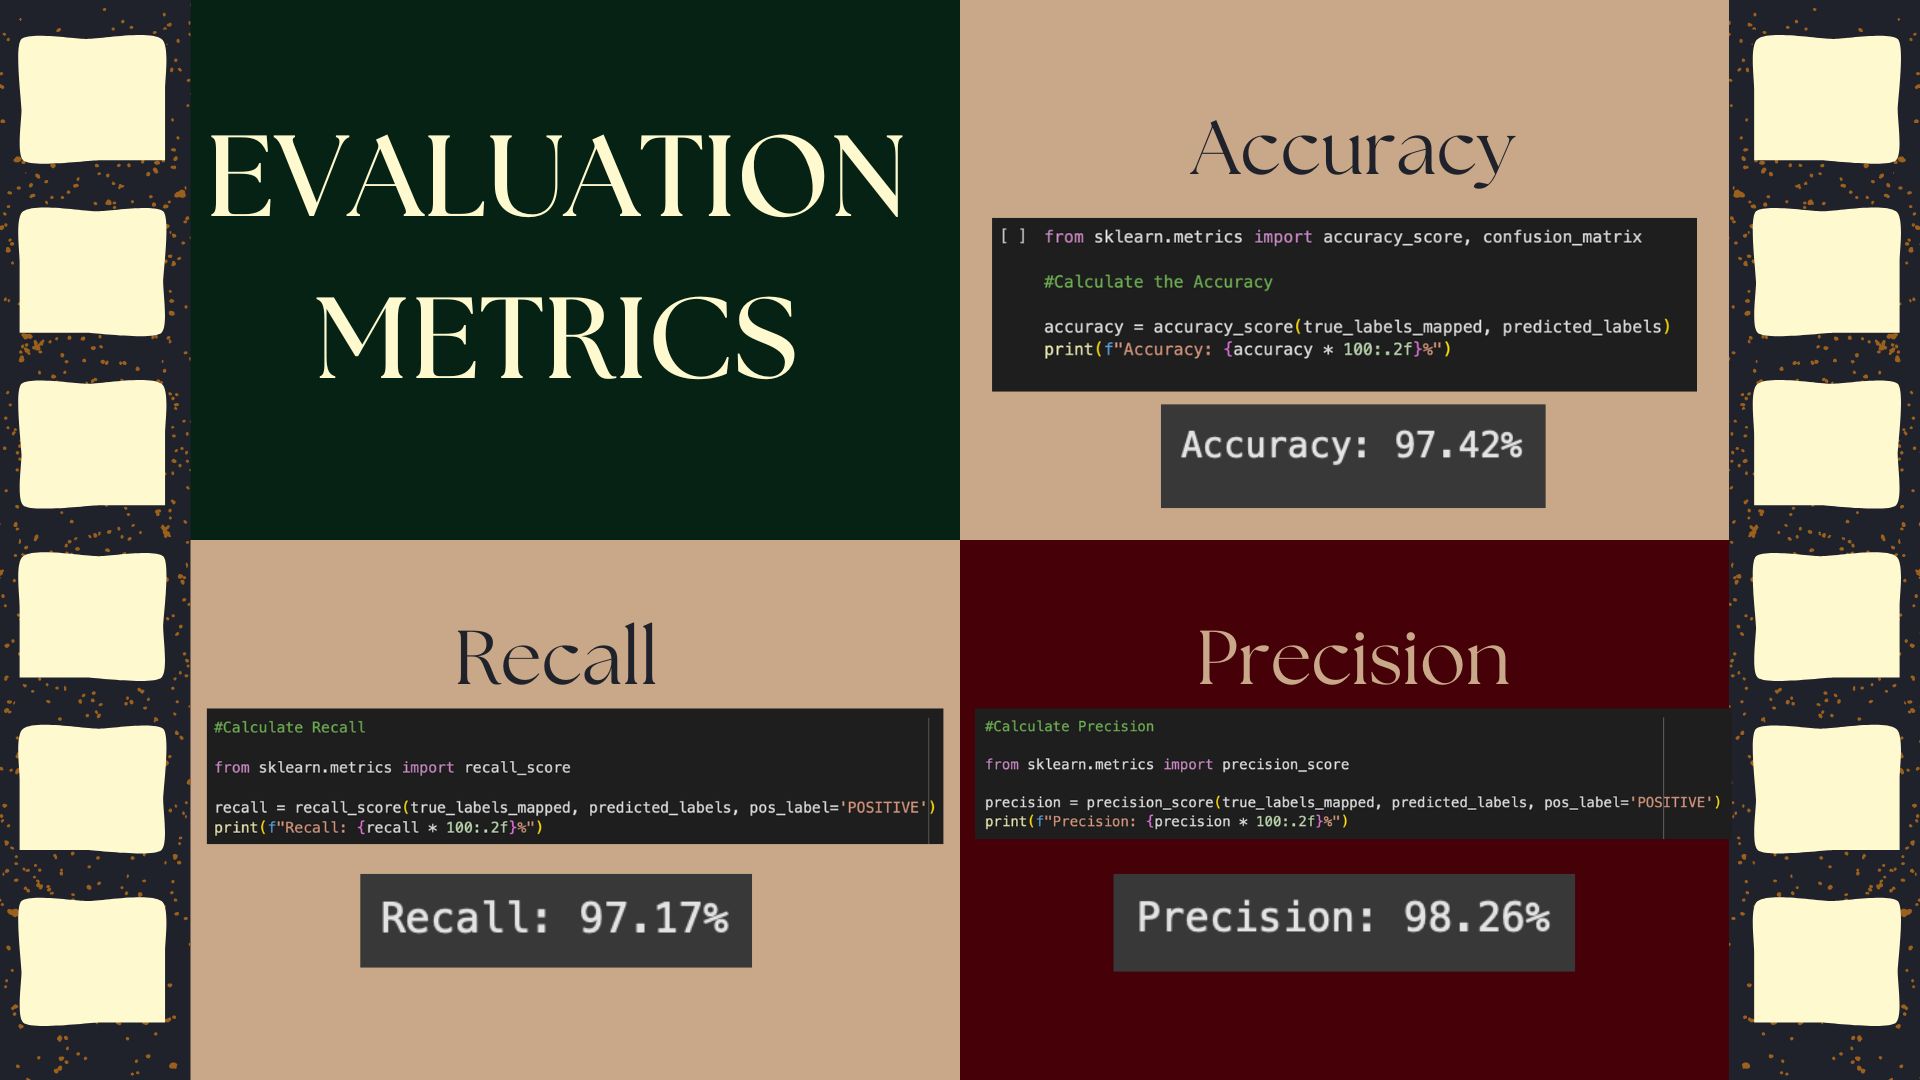 EVALUATION
METRICS
Accuracy
[ ] from sklearn.metrics import accuracy_score, confusion_matrix
#Calculate the Accuracy
accuracy = accuracy_score(true_labels_mapped, predicted_labels)
print(f"Accuracy: {accuracy * 100:.2f}%")
Accuracy: 97.42%
Recall
#Calculate Recall
from sklearn.metrics import recall_score
recall = recall_score(true_labels_mapped, predicted_labels, pos_label='POSITIVE')
print(f"Recall: {recall * 100:.2f}%")
Recall: 97.17%
Precision
#Calculate Precision
from sklearn.metrics import precision_score
precision = precision_score(true_labels_mapped, predicted_labels, pos_label='POSITIVE')
print(f"Precision: {precision * 100:.2f}%")
Precision: 98.26%